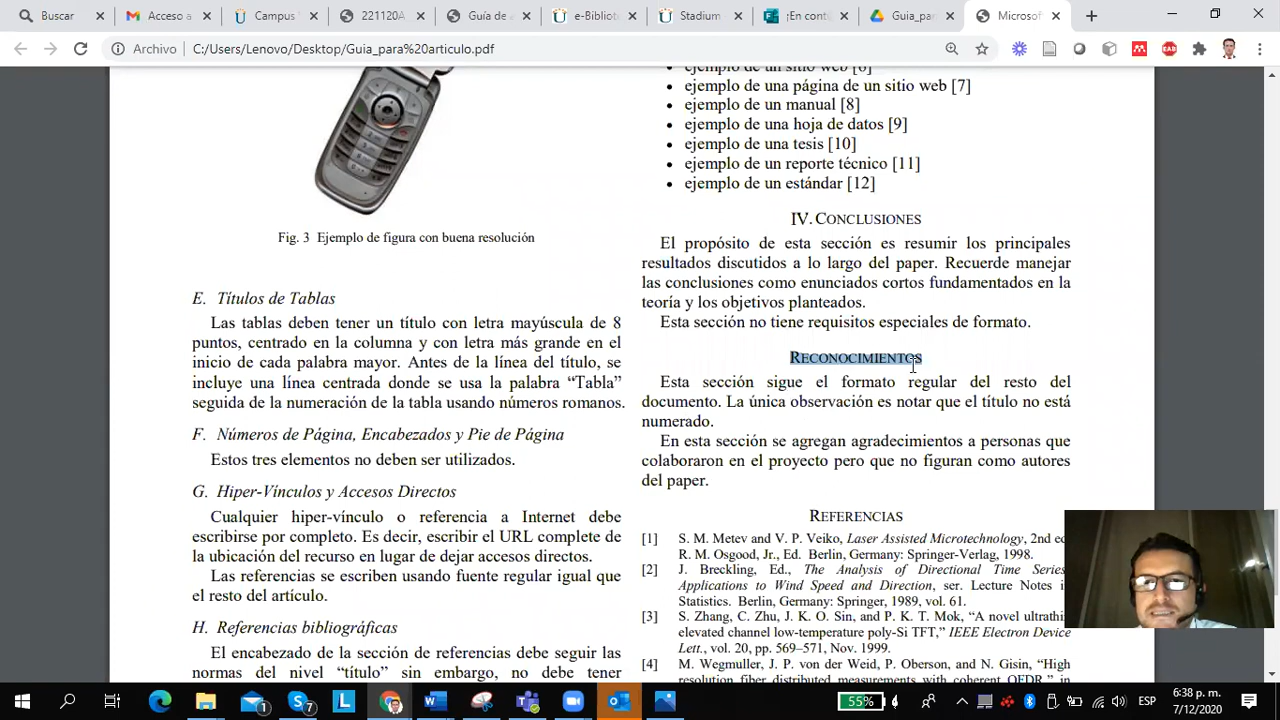 Buscar
Acceso a
Campus
221120A
Guía de
e-Bibliot
Stadium
¡En contú
Guia_par
Microsof
Archivo
C:/Users/Lenovo/Desktop/Guia_para%20articulo.pdf
Fig. 3 Ejemplo de figura con buena resolución
E. Títulos de Tablas
Las tablas deben tener un título con letra mayúscula de 8
puntos, centrado en la columna y con letra más grande en el
inicio de cada palabra mayor. Antes de la línea del título, se
incluye una línea centrada donde se usa la palabra “Tabla”
seguida de la numeración de la tabla usando números romanos.
F. Números de Página, Encabezados y Pie de Página
Estos tres elementos no deben ser utilizados.
G. Hiper-Vínculos y Accesos Directos
Cualquier hiper-vínculo o referencia a Internet debe
escribirse por completo. Es decir, escribir el URL completo de
la ubicación del recurso en lugar de dejar accesos directos.
Las referencias se escriben usando fuente regular igual que
el resto del artículo.
H. Referencias bibliográficas
El encabezado de la sección de referencias debe seguir las
normas del nivel “título” sin embargo, no debe tener
• ejemplo de un sitio web [6]
• ejemplo de una página de un sitio web [7]
• ejemplo de un manual [8]
• ejemplo de una hoja de datos [9]
• ejemplo de una tesis [10]
• ejemplo de un reporte técnico [11]
• ejemplo de un estándar [12]
IV. CONCLUSIONES
El propósito de esta sección es resumir los principales
resultados discutidos a lo largo del paper. Recuerde manejar
las conclusiones como enunciados cortos fundamentados en la
teoría y los objetivos planteados.
Esta sección no tiene requisitos especiales de formato.
RECONOCIMIENTOS
Esta sección sigue el formato regular del resto del
documento. La única observación es notar que el título no está
numerado.
En esta sección se agregan agradecimientos a personas que
colaboraron en el proyecto pero que no figuran como autores
del paper.
REFERENCIAS
[1] S. M. Metev and V. P. Veiko, Laser Assisted Microtechnology, 2nd ed
R. M. Osgood, Jr., Ed. Berlin, Germany: Springer-Verlag, 1998.
[2] J. Breckling, Ed., The Analysis of Directional Time Series
Applications to Wind Speed and Direction, ser. Lecture Notes i
Statistics. Berlin, Germany: Springer, 1989, vol. 61.
[3] S. Zhang, C. Zhu, J. K. O. Sin, and P. K. T. Mok, “A novel ultrathi
elevated channel low-temperature poly-Si TFT,” IEEE Electron Device
Lett., vol. 20, pp. 569–571, Nov. 1999.
[4] M. Wegmuller, J. P. von der Weid, P. Oberson, and N. Gisin, “High
resolution fiber distributed measurements with coherent OFDR,” in
55%
ESP
6:38 p. m.
7/12/2020